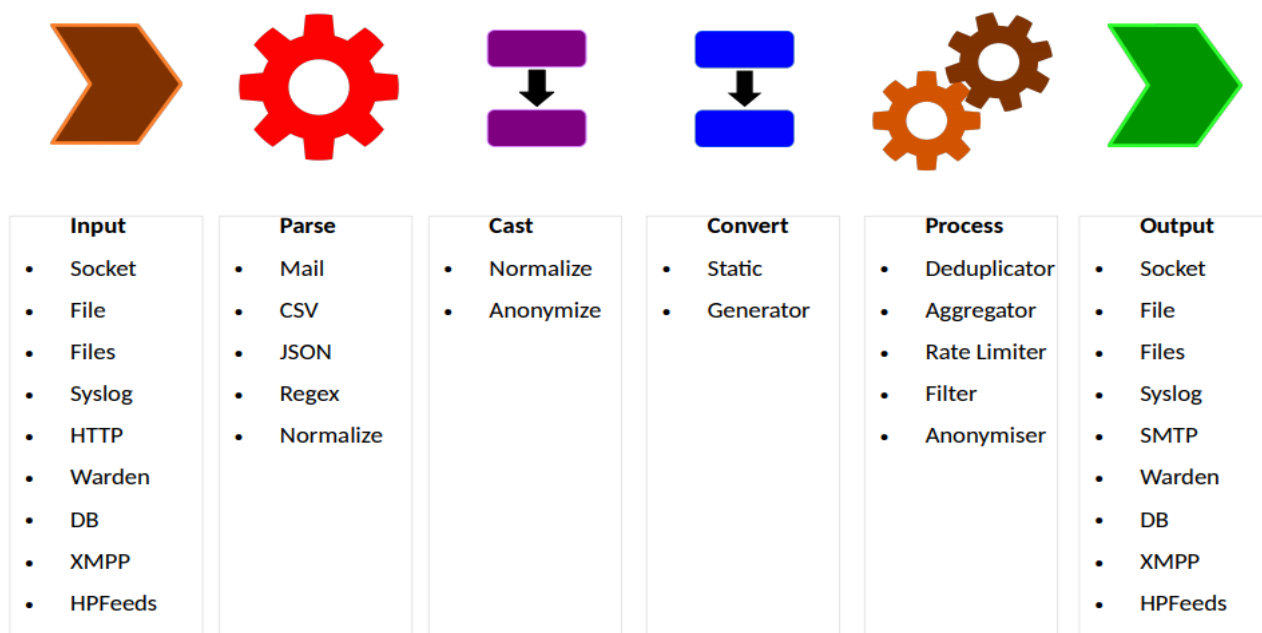 Input
• Socket
• File
• Files
• Syslog
• HTTP
• Warden
• DB
• XMPP
• HPFeeds
Parse
• Mail
• CSV
• JSON
• Regex
• Normalize
Cast
• Normalize
• Anonymize
Convert
• Static
• Generator
Process
• Deduplicator
• Aggregator
• Rate Limiter
• Filter
• Anonymiser
Output
• Socket
• File
• Files
• Syslog
• SMTP
• Warden
• DB
• XMPP
• HPFeeds